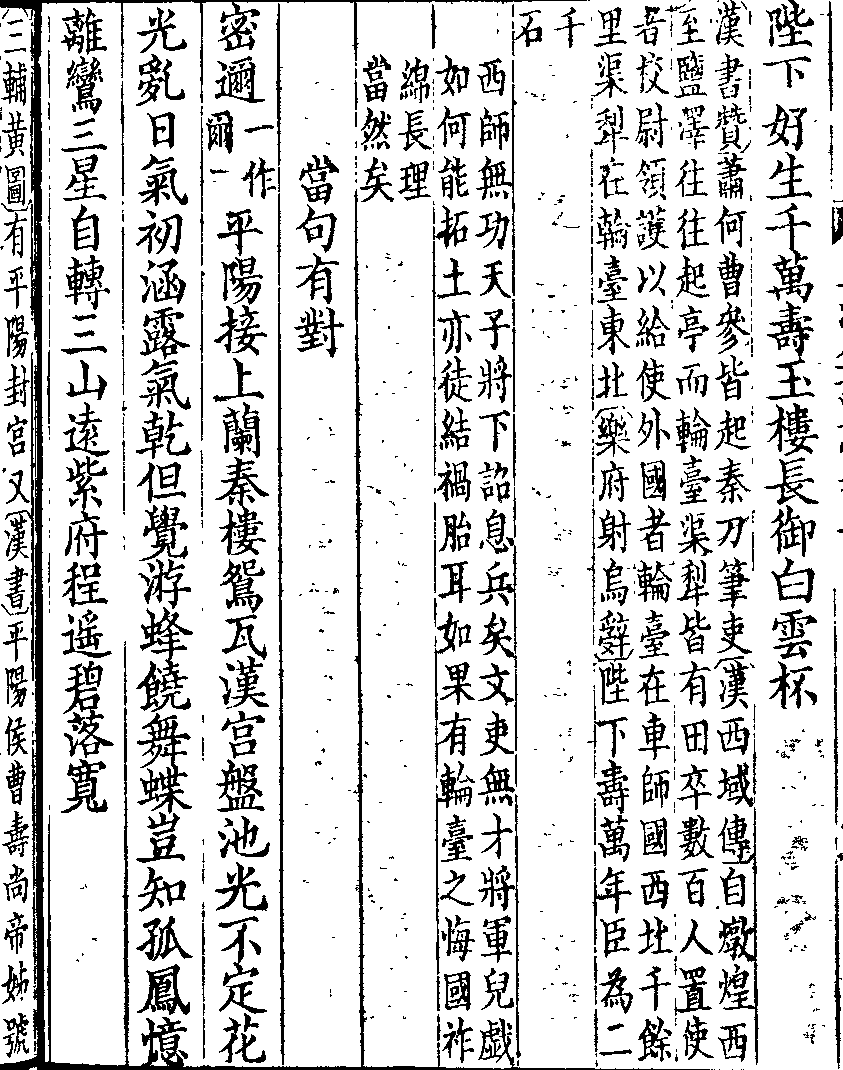 陛下好生千萬壽玉樓長御白雲杯
漢書贊蕭何曹參皆起秦刀筆吏漢西域傳自燉煌西
至鹽澤往往起亭而輪臺渠犁皆有田卒數百人置使
者校尉領護以給使外國者輪臺在車師國西北千餘
里渠犁在輪臺東北樂府射烏辭陛下壽萬年臣為二
千
石
西師無功天子將下詔息兵矣文吏無才將軍兒戲
如何能拓土亦徒結禍胎耳如果有輪臺之悔國祚
綿長理
當然矣
當句有對
密邇一作
爾一平陽接上蘭秦樓鴛瓦漢宮盤池光不定花
光亂日氣初涵露氣乾但覺游蜂饒舞蝶豈知孤鳳憶
離鸞三星自轉三山遠紫府程遥碧落寬
三輔黃圖有平陽封宮又漢書平陽侯曹壽尚帝姊號